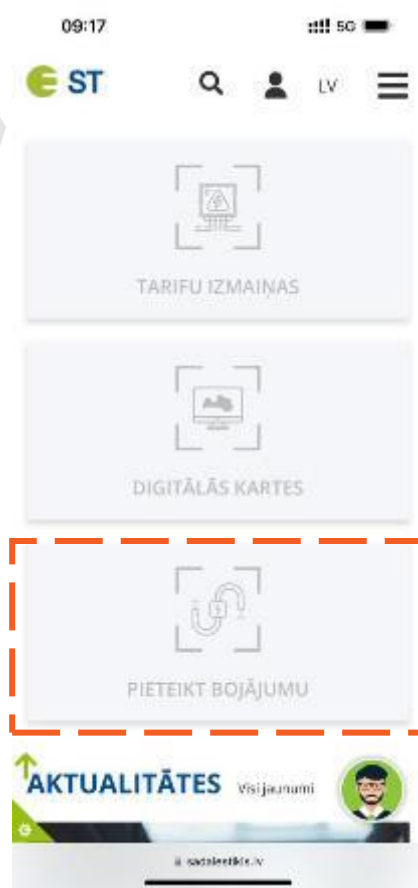 09:17
5G
ST
LV
TARIFU IZMAIŅAS
DIGITĀLĀS KARTES
PIETEIKT BOJĀJUMU
AKTUALITĀTES Visi jaunumi
sadalestikls.lv